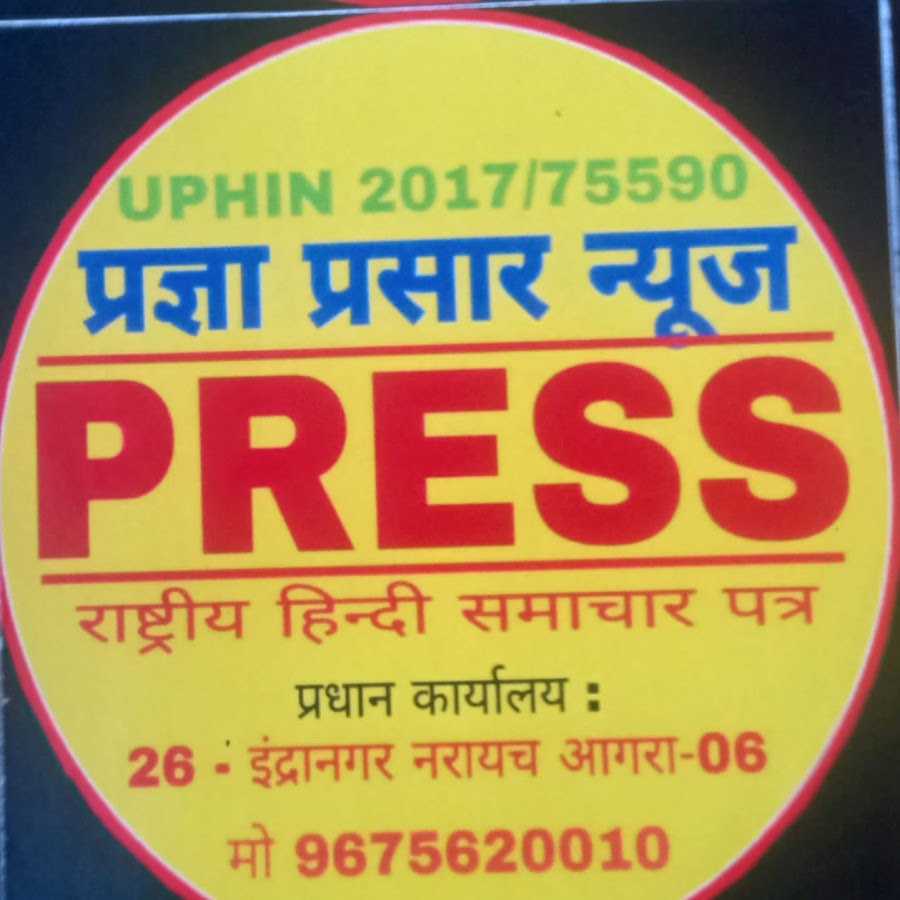 UPHIN 2017/75590
प्रज्ञा प्रसार न्यूज
PRESS
राष्ट्रीय हिन्दी समाचार पत्र
प्रधान कार्यालय :
26 - इंद्रानगर नरायच आगरा-06
मो 9675620010